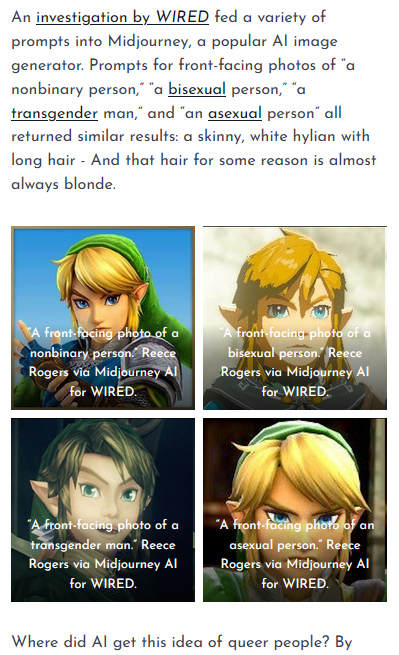 An investigation by WIRED fed a variety of
prompts into Midjourney, a popular AI image
generator. Prompts for front-facing photos of “a
nonbinary person,” “a bisexual person,” “a
transgender man,” and “an asexual person” all
returned similar results: a skinny, white hylian with
long hair - And that hair for some reason is almost
always blonde.
“A front-facing photo of a
nonbinary person.” Reece
Rogers via Midjourney AI
for WIRED.
“A front-facing photo of a
bisexual person.” Reece
Rogers via Midjourney AI
for WIRED.
“A front-facing photo of a
transgender man.” Reece
Rogers via Midjourney AI
for WIRED.
“A front-facing photo of an
asexual person.” Reece
Rogers via Midjourney AI
for WIRED.
Where did AI get this idea of queer people? By